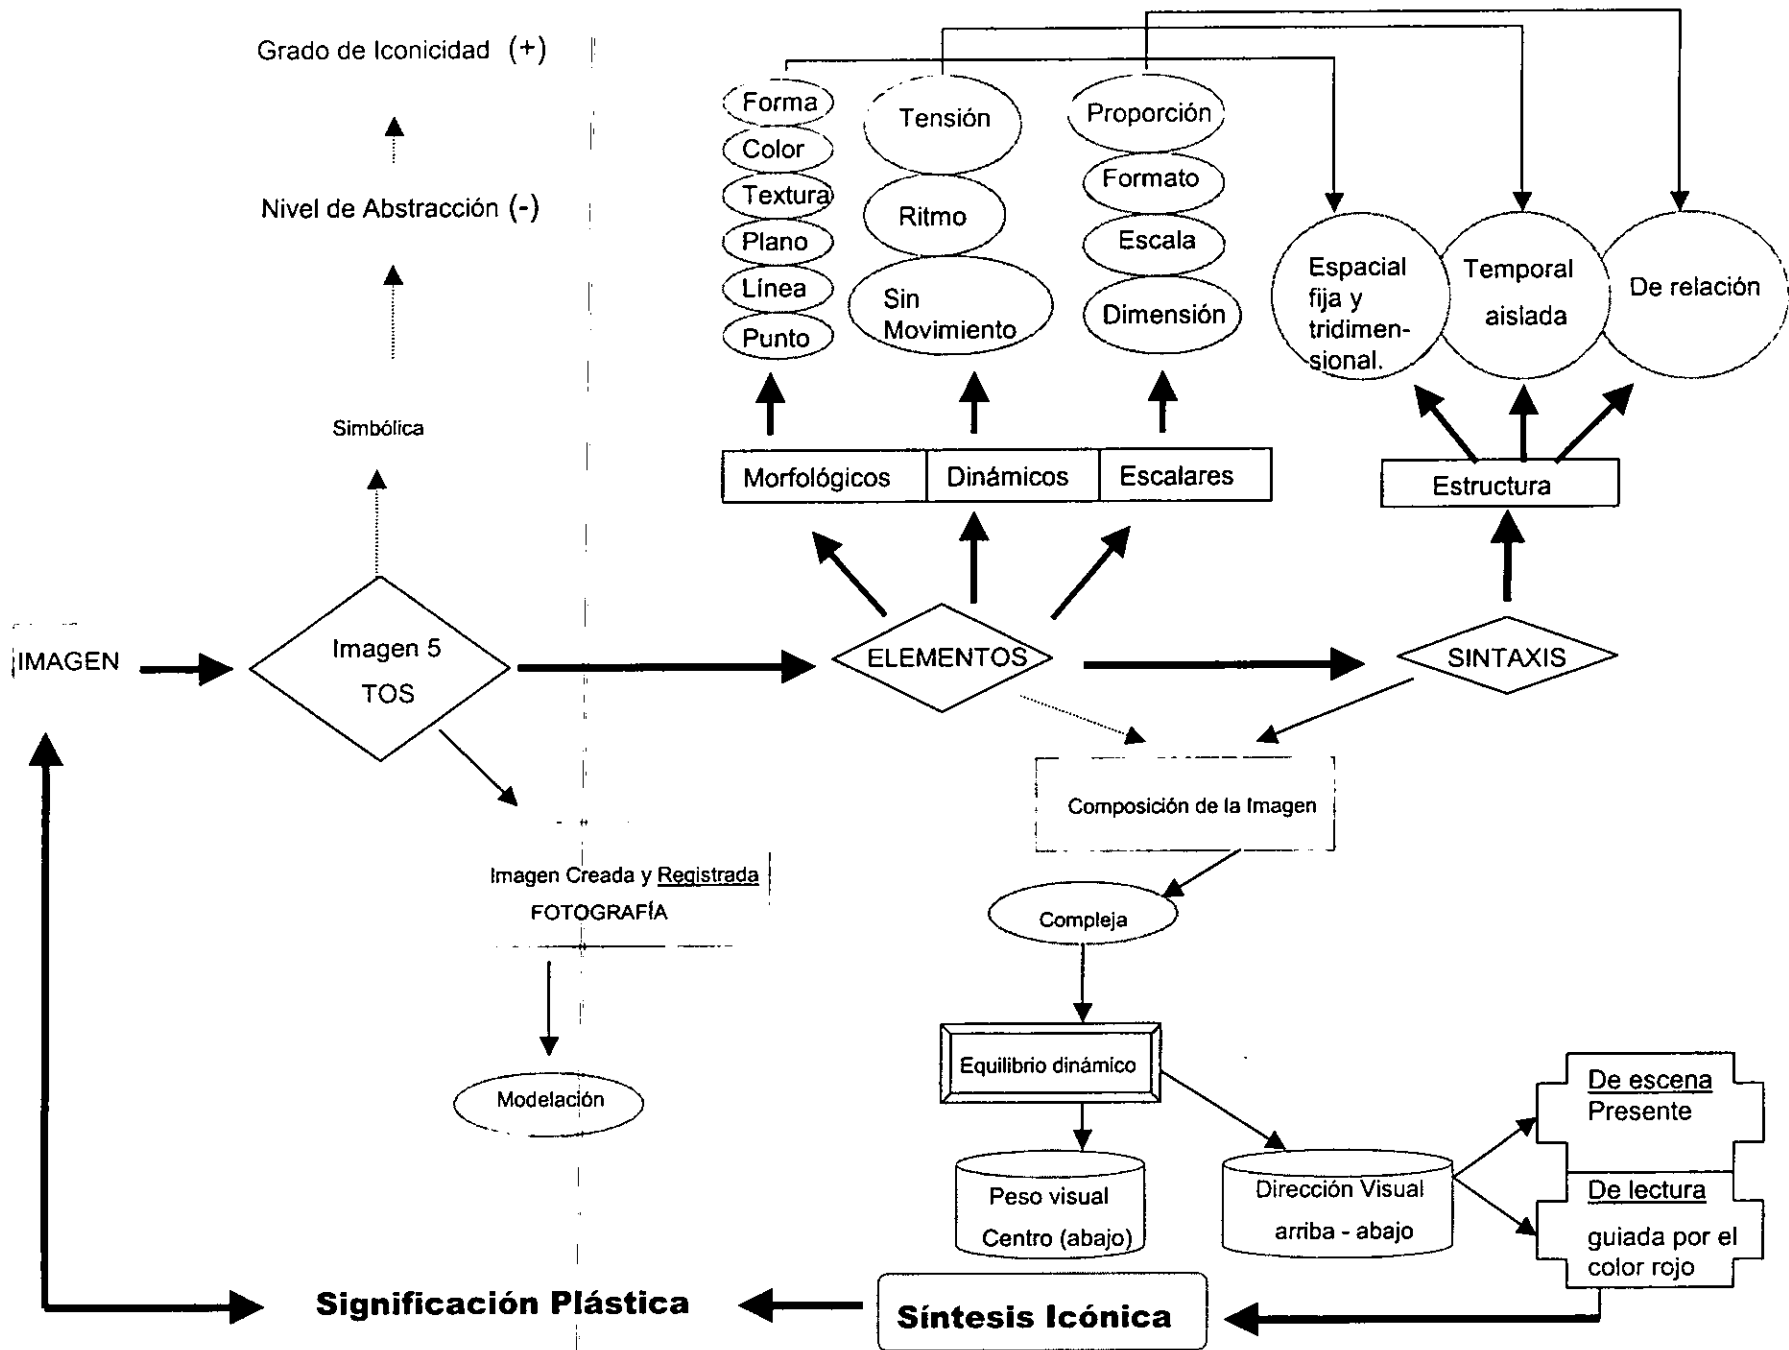 Grado de Iconicidad (+)
Nivel de Abstracción (-)
Simbólica
IMAGEN
Imagen 5
TOS
Imagen Creada y Registrada
FOTOGRAFÍA
Modelación
Forma
Color
Textura
Plano
Línea
Punto
Tensión
Ritmo
Sin
Movimiento
Proporción
Formato
Escala
Dimensión
Espacial
fija y
tridimen-
sional.
Temporal
aislada
De relación
Morfológicos
Dinámicos
Escalares
Estructura
ELEMENTOS
SINTAXIS
Composición de la Imagen
Compleja
Equilibrio dinámico
Peso visual
Centro (abajo)
Dirección Visual
arriba - abajo
De escena
Presente
De lectura
guiada por el
color rojo
Síntesis Icónica
Significación Plástica